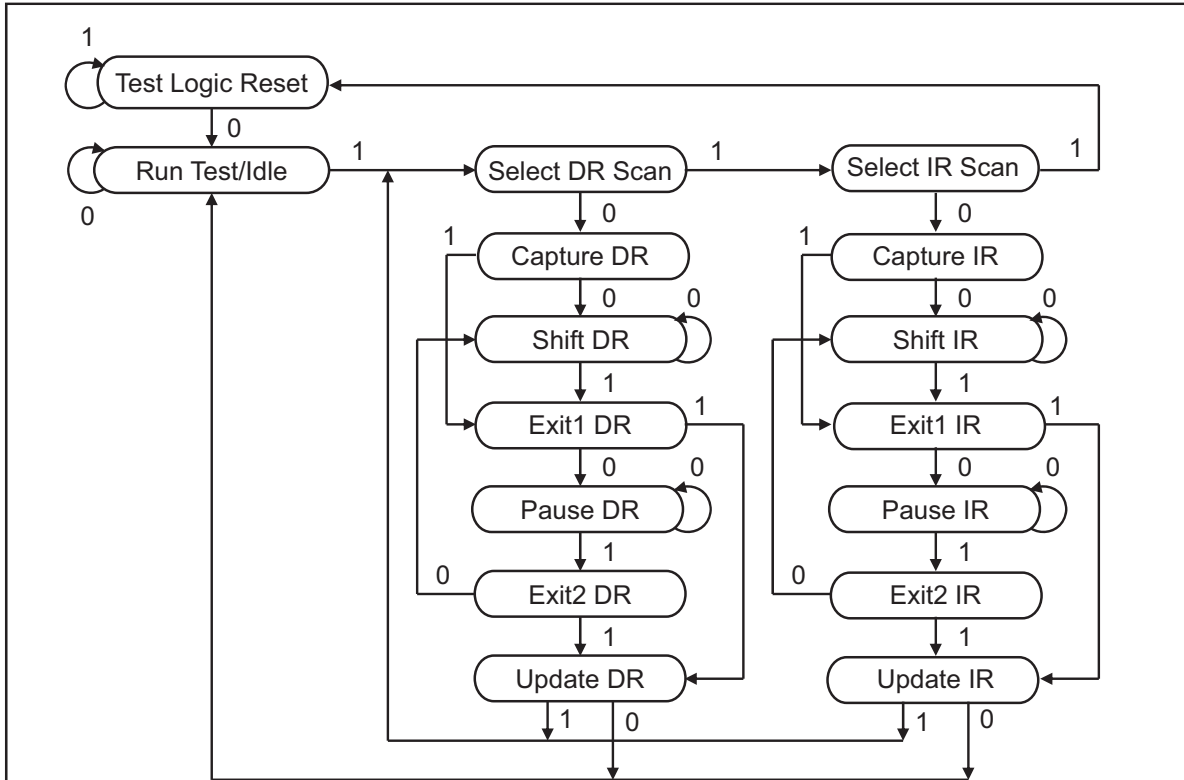 1
Test Logic Reset
0
Run Test/Idle
0
1
Select DR Scan
1
Select IR Scan
1
0
1
Capture DR
0
0
Shift DR
1
Exit1 DR
1
0
0
Pause DR
1
0
Exit2 DR
1
Update DR
1
0
0
1
Capture IR
0
0
Shift IR
1
Exit1 IR
1
0
0
Pause IR
1
0
Exit2 IR
1
Update IR
1
0